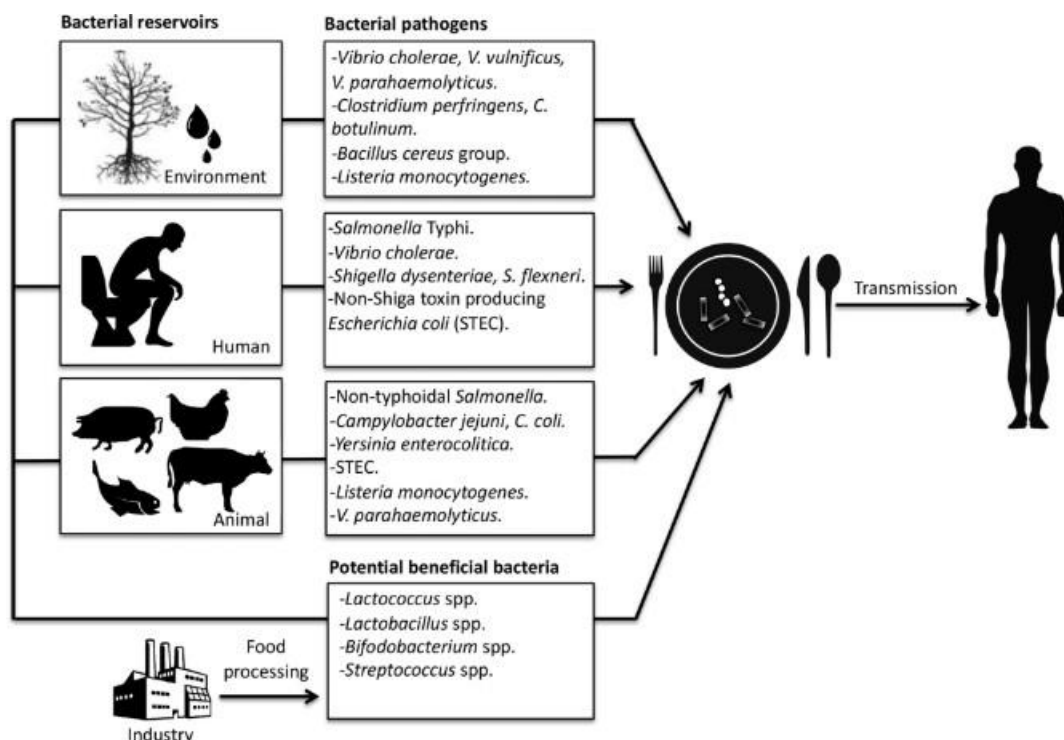 Bacterial reservoirs
Bacterial pathogens
Environment
-Vibrio cholerae, V. vulnificus,
V. parahaemolyticus.
-Clostridium perfringens, C.
botulinum.
-Bacillus cereus group.
-Listeria monocytogenes.
Human
-Salmonella Typhi.
-Vibrio cholerae.
-Shigella dysenteriae, S. flexneri.
-Non-Shiga toxin producing
Escherichia coli (STEC).
Transmission
Animal
-Non-typhoidal Salmonella.
-Campylobacter jejuni, C. coli.
-Yersinia enterocolitica.
-STEC.
-Listeria monocytogenes.
-V. parahaemolyticus.
Potential beneficial bacteria
-Lactococcus spp.
-Lactobacillus spp.
-Bifodobacterium spp.
-Streptococcus spp.
Food
processing
Industry